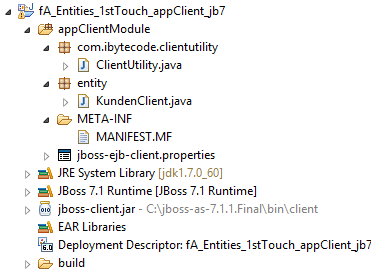 fA_Entities_1stTouch_appClient_jb7
appClientModule
com.ibytecode.clientutility
ClientUtility.java
entity
KundenClient.java
META-INF
MANIFEST.MF
jboss-ejb-client.properties
JRE System Library [jdk1.7.0_60]
JBoss 7.1 Runtime [JBoss 7.1 Runtime]
jboss-client.jar - C:\jboss-as-7.1.1.Final\bin\client
EAR Libraries
Deployment Descriptor: fA_Entities_1stTouch_appClient_jb7
build